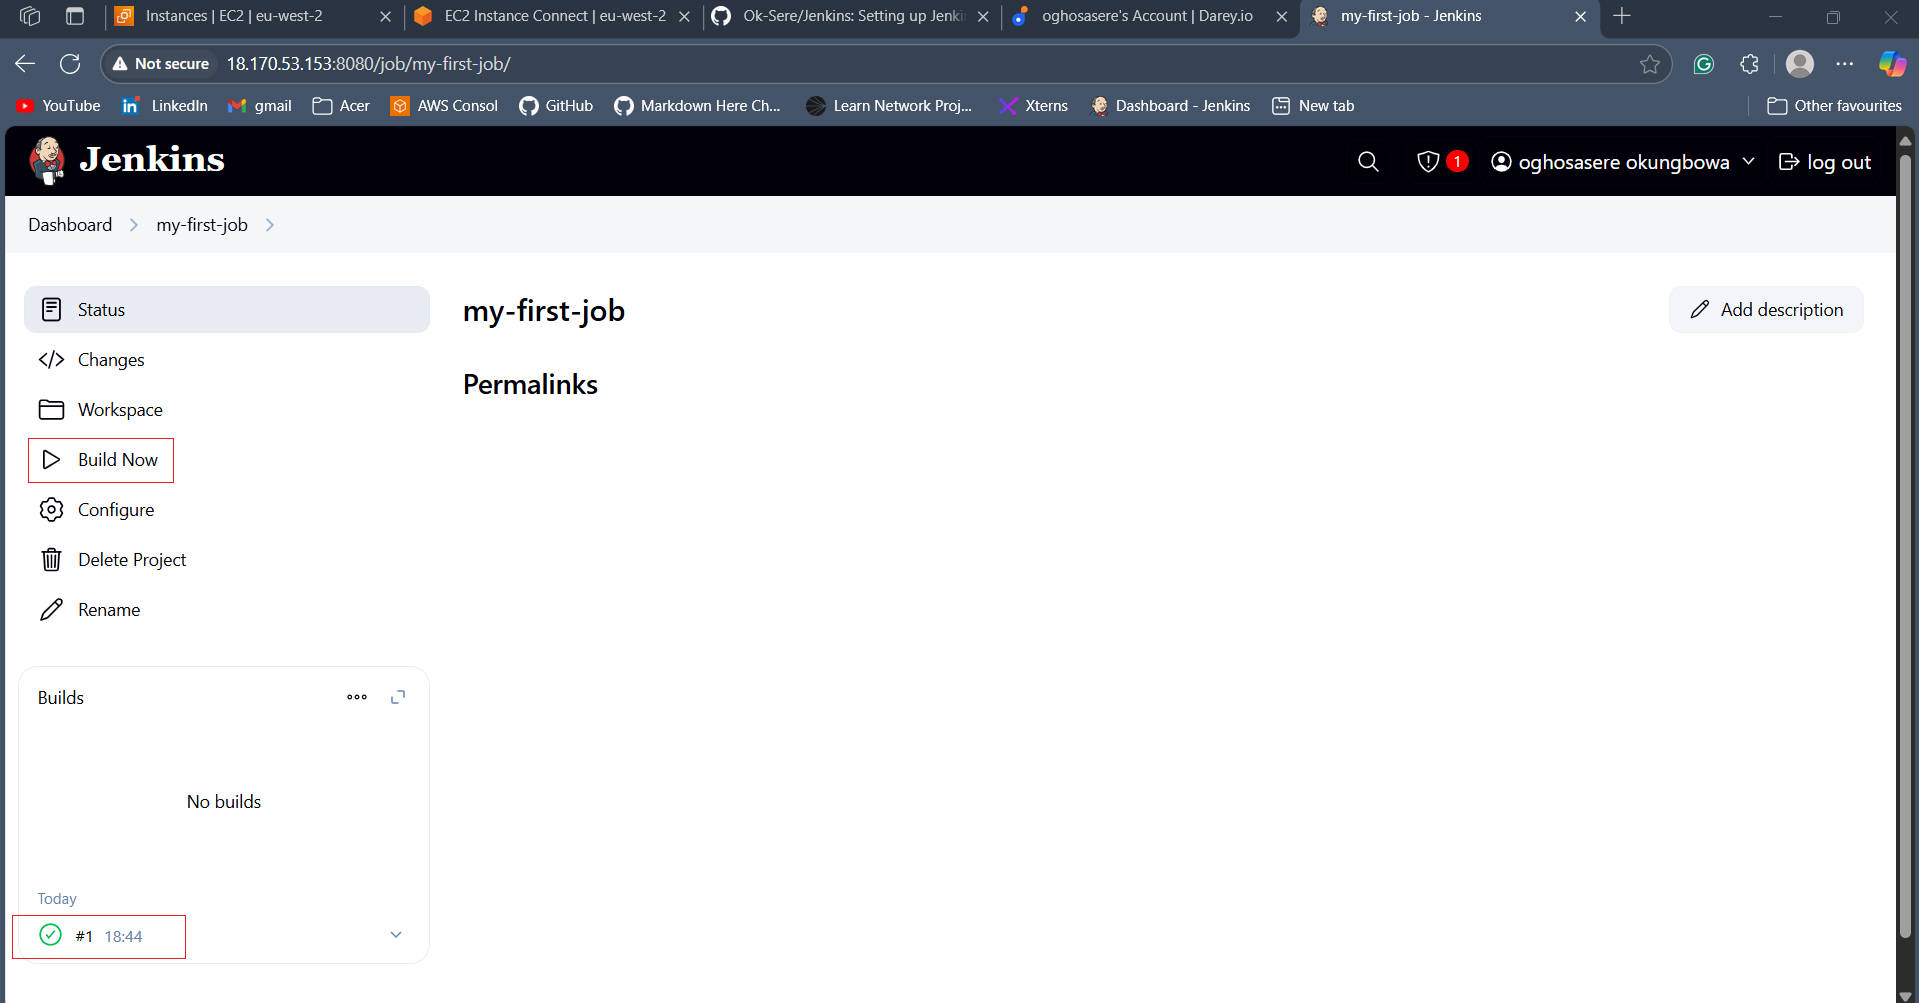 Instances | EC2 | eu-west-2
EC2 Instance Connect | eu-west-2
Ok-Sere/Jenkins: Setting up Jenki
oghosasere's Account | Darey.io
my-first-job - Jenkins
Not secure 18.170.53.153:8080/job/my-first-job/
YouTube LinkedIn gmail Acer AWS Consol GitHub Markdown Here Ch... Learn Network Proj... Xterns Dashboard - Jenkins New tab Other favourites
Jenkins 1 oghosasere okungbowa log out
Dashboard my-first-job
Status
Changes
Workspace
Build Now
Configure
Delete Project
Rename
my-first-job
Add description
Permalinks
Builds
No builds
Today
#1 18:44